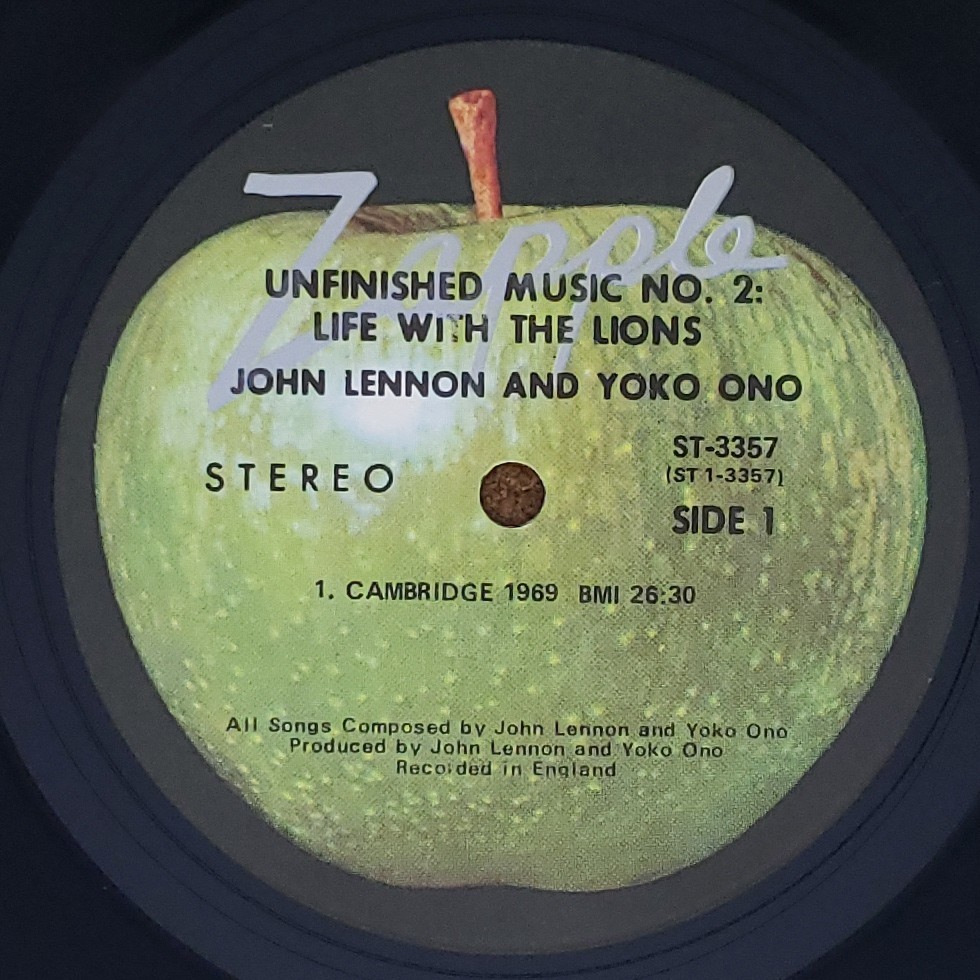 Zapple
UNFINISHED MUSIC NO. 2:
LIFE WITH THE LIONS
JOHN LENNON AND YOKO ONO
STEREO
ST-3357
(ST 1-3357)
SIDE 1
1. CAMBRIDGE 1969 BMI 26:30
All Songs Composed by John Lennon and Yoko Ono
Produced by John Lennon and Yoko Ono
Recorded in England